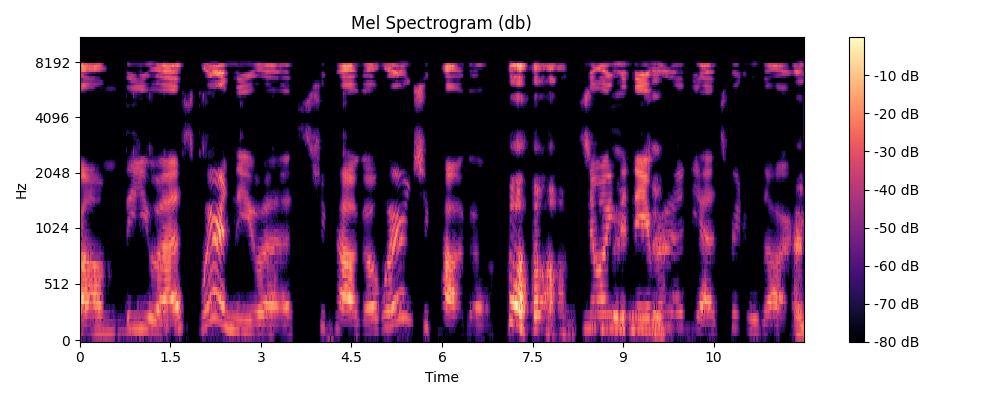 Mel Spectrogram (db)
8192
4096
2048
1024
512
0
Hz
0 1.5 3 4.5 6 7.5 9 10
Time
-10 dB
-20 dB
-30 dB
-40 dB
-50 dB
-60 dB
-70 dB
-80 dB